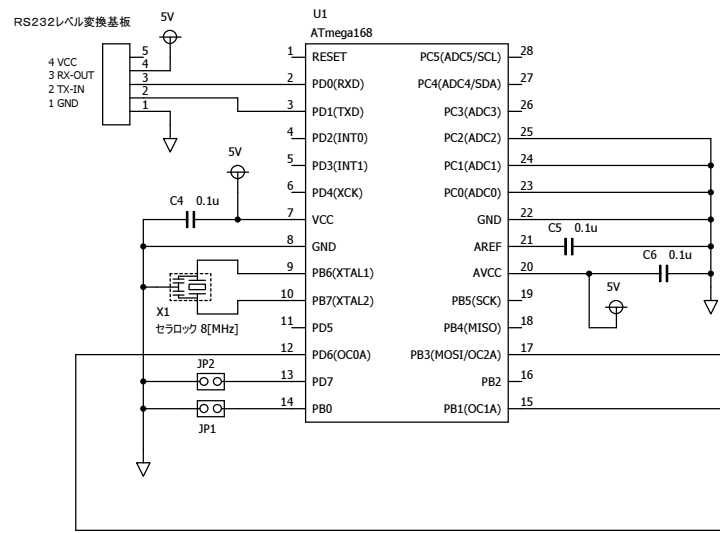 RS232レベル変換基板
5V
U1
ATmega168
4 VCC
3 RX-OUT
2 TX-IN
1 GND
5
4
3
2
1
1 RESET
2 PD0(RXD)
3 PD1(TXD)
4 PD2(INT0)
5 PD3(INT1)
6 PD4(XCK)
7 VCC
8 GND
9 PB6(XTAL1)
10 PB7(XTAL2)
11 PD5
12 PD6(OC0A)
13 PD7
14 PB0
PC5(ADC5/SCL) 28
PC4(ADC4/SDA) 27
PC3(ADC3) 26
PC2(ADC2) 25
PC1(ADC1) 24
PC0(ADC0) 23
GND 22
AREF 21
AVCC 20
PB5(SCK) 19
PB4(MISO) 18
PB3(MOSI/OC2A) 17
PB2 16
PB1(OC1A) 15
5V
C4 0.1u
X1
セラロック 8[MHz]
JP2
JP1
C5 0.1u
C6 0.1u
5V